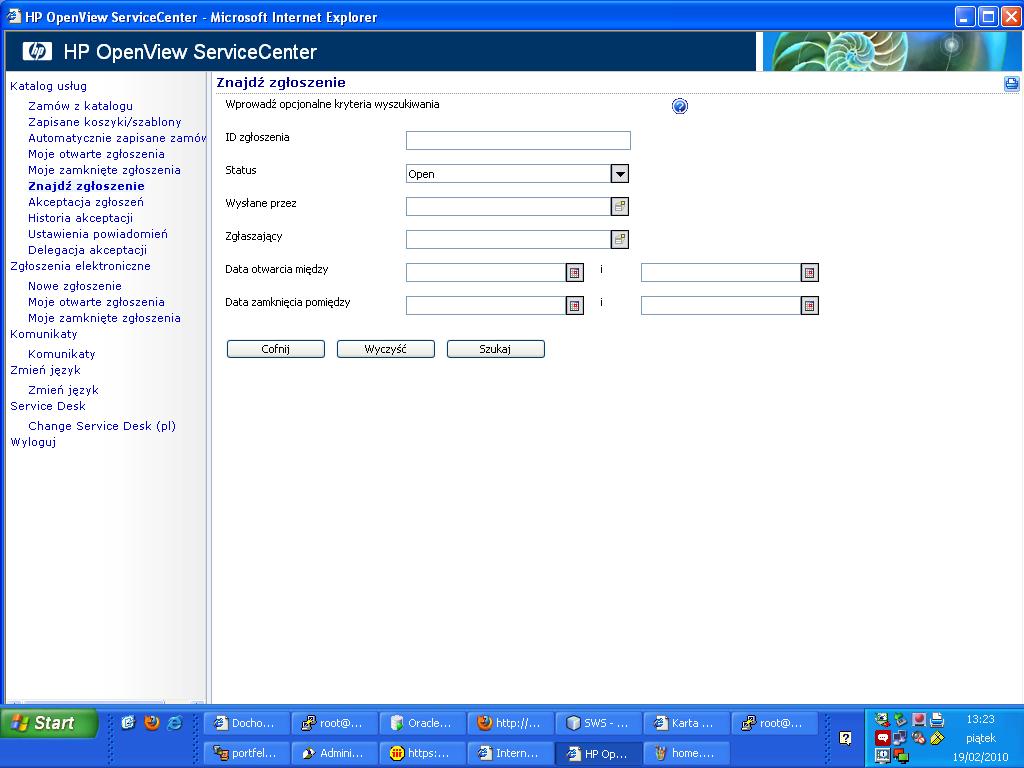 HP OpenView ServiceCenter - Microsoft Internet Explorer
hp HP OpenView ServiceCenter
Katalog usług
Zamów z katalogu
Zapisane koszyki/szablony
Automatycznie zapisane zamów
Moje otwarte zgłoszenia
Moje zamknięte zgłoszenia
Znajdź zgłoszenie
Akceptacja zgłoszeń
Historia akceptacji
Ustawienia powiadomień
Delegacja akceptacji
Zgłoszenia elektroniczne
Nowe zgłoszenie
Moje otwarte zgłoszenia
Moje zamknięte zgłoszenia
Komunikaty
Komunikaty
Zmień język
Zmień język
Service Desk
Change Service Desk (pl)
Wyloguj
Znajdź zgłoszenie
Wprowadź opcjonalne kryteria wyszukiwania
ID zgłoszenia
Status
Open
Wysłane przez
Zgłaszający
Data otwarcia między
i
Data zamknięcia pomiędzy
i
Cofnij
Wyczyść
Szukaj
Start
Docho...
root@...
Oracle...
http://...
SWS - ...
Karta ...
root@...
portfel...
Admini...
https:...
Intern...
HP Op...
home....
13:23
piątek
19/02/2010